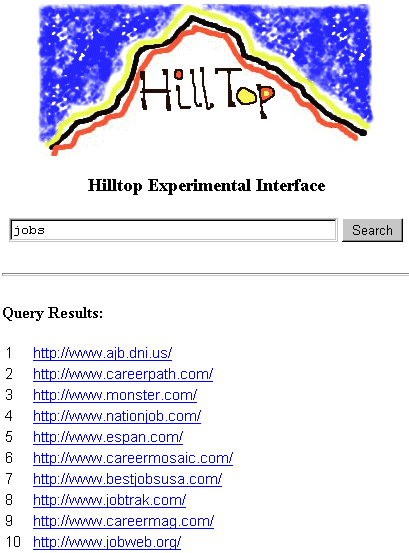 HillTop
Hilltop Experimental Interface
jobs Search
Query Results:
1 http://www.ajb.dni.us/
2 http://www.careerpath.com/
3 http://www.monster.com/
4 http://www.nationjob.com/
5 http://www.espan.com/
6 http://www.careermosaic.com/
7 http://www.bestjobsusa.com/
8 http://www.jobtrak.com/
9 http://www.careermag.com/
10 http://www.jobweb.org/